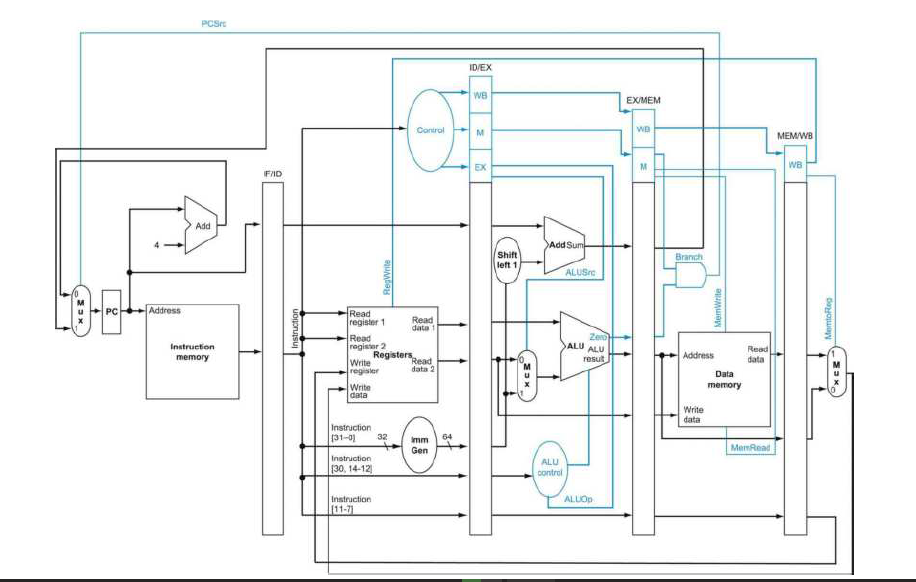 PCSrc
ID/EX
WB
EX/MEM
Control
M
WB
MEM/WB
EX
M
WB
IF/ID
Add
4
Shift
left 1
Add Sum
ALUSrc
Branch
RegWrite
MemWrite
MemtoReg
0
M
u
x
1
PC
Address
Instruction
memory
Instruction
Read
register 1
Read
data 1
Read
register 2
Registers
Write
register
Read
data 2
Write
data
Zero
ALU
ALU
result
0
M
u
x
1
Address
Read
data
Data
memory
Write
data
1
M
u
x
0
MemRead
Instruction
[31–0]
32
Imm
Gen
64
Instruction
[30, 14-12]
ALU
control
Instruction
[11-7]
ALUOp